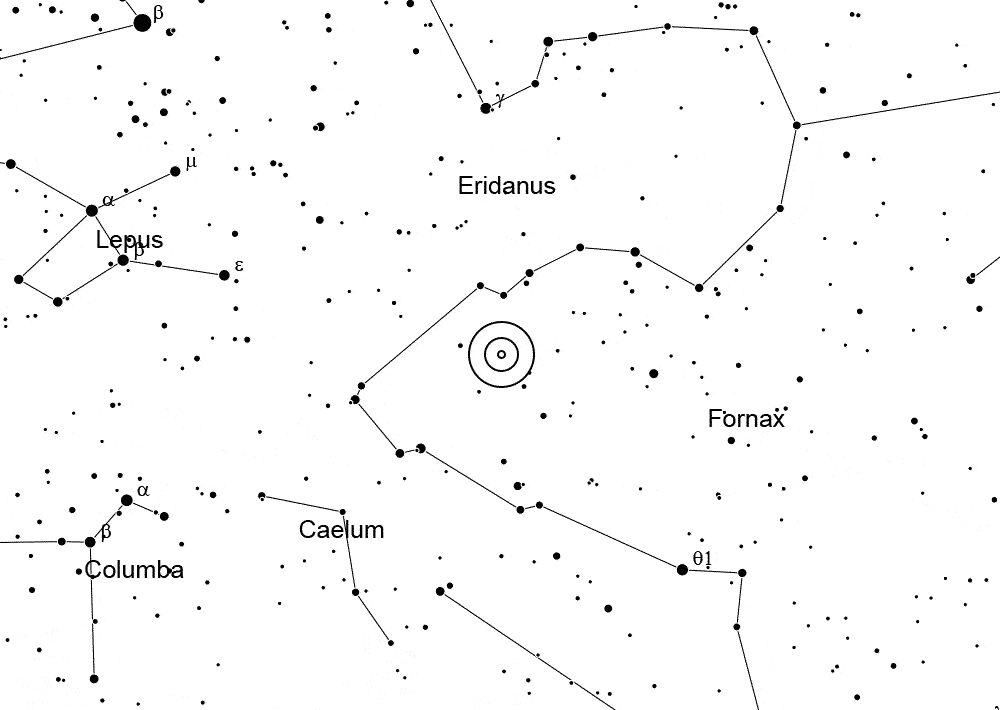 β
γ
μ
Eridanus
α
Lepus
β
ε
Fornax
α
Caelum
β
θ1
Columba